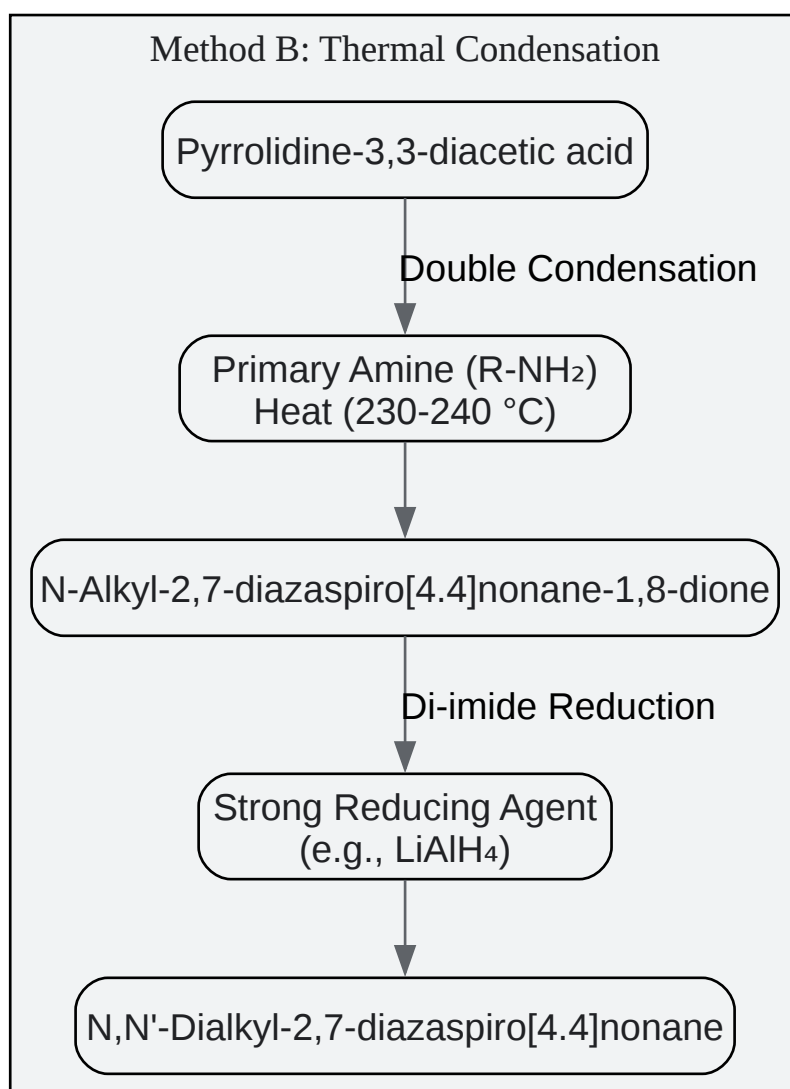 Method B: Thermal Condensation
Pyrrolidine-3,3-diacetic acid
Double Condensation
Primary Amine (R-NH₂)
Heat (230-240 °C)
N-Alkyl-2,7-diazaspiro[4.4]nonane-1,8-dione
Di-imide Reduction
Strong Reducing Agent
(e.g., LiAlH₄)
N,N'-Dialkyl-2,7-diazaspiro[4.4]nonane